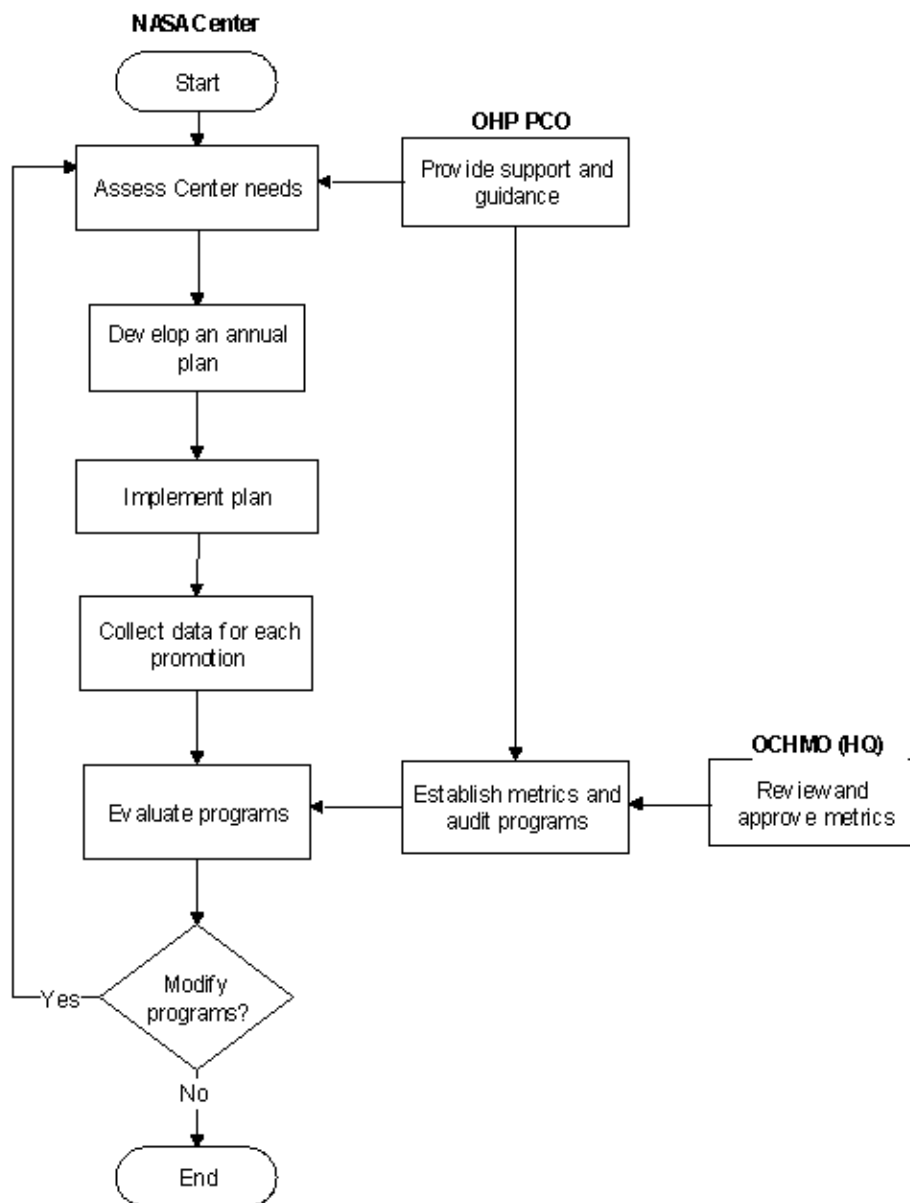 NASA Center
Start
OHP PCO
Assess Center needs
Provide support and
guidance
Develop an annual
plan
Implement plan
Collect data for each
promotion
OCHMO (HQ)
Evaluate programs
Establish metrics and
audit programs
Review and
approve metrics
Modify
programs?
Yes
No
End